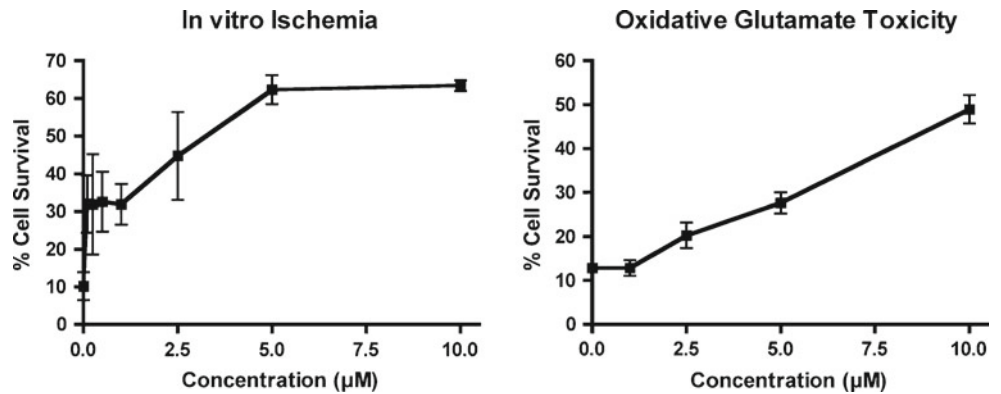 In vitro Ischemia
% Cell Survival
70
60
50
40
30
20
10
0
0.0 2.5 5.0 7.5 10.0
Concentration (µM)
Oxidative Glutamate Toxicity
% Cell Survival
60
50
40
30
20
10
0
0.0 2.5 5.0 7.5 10.0
Concentration (µM)